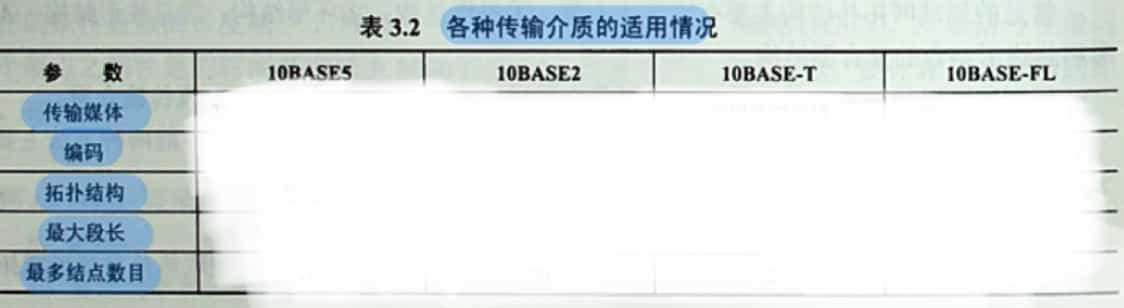 表 3.2 各种传输介质的适用情况
参 数 10BASE5 10BASE2 10BASE-T 10BASE-FL
传输媒体
编码
拓扑结构
最大段长
最多结点数目